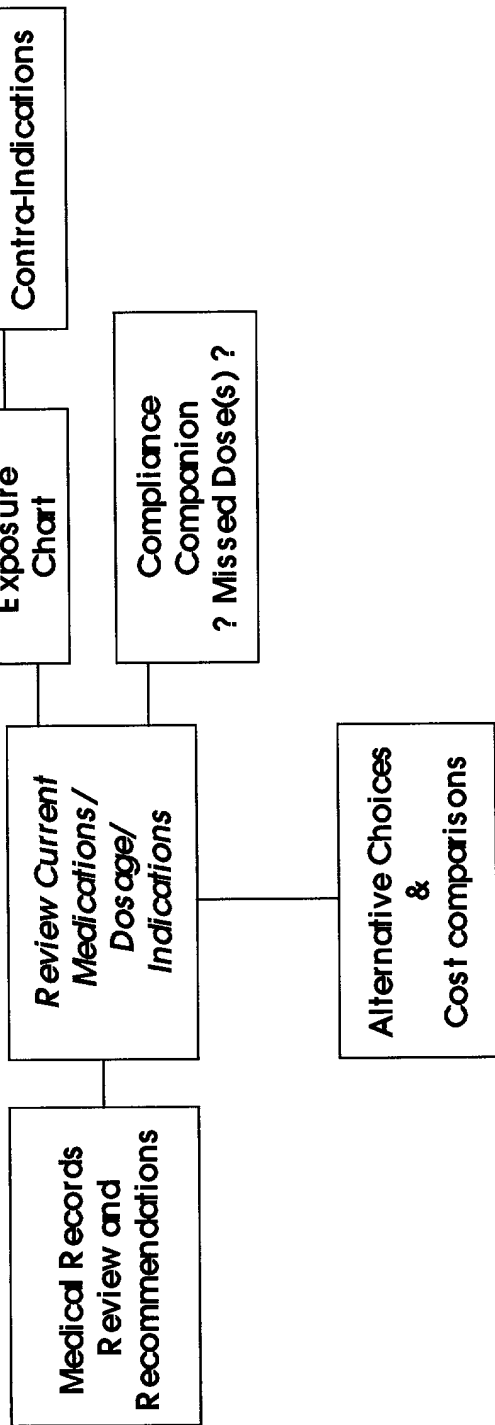 Medical Records
Review and
Recommendations
Review Current
Medications/
Dosage/
Indications
Exposure
Chart
Contra-Indications
Compliance
Companion
? Missed Dose(s) ?
Alternative Choices
&
Cost comparisons